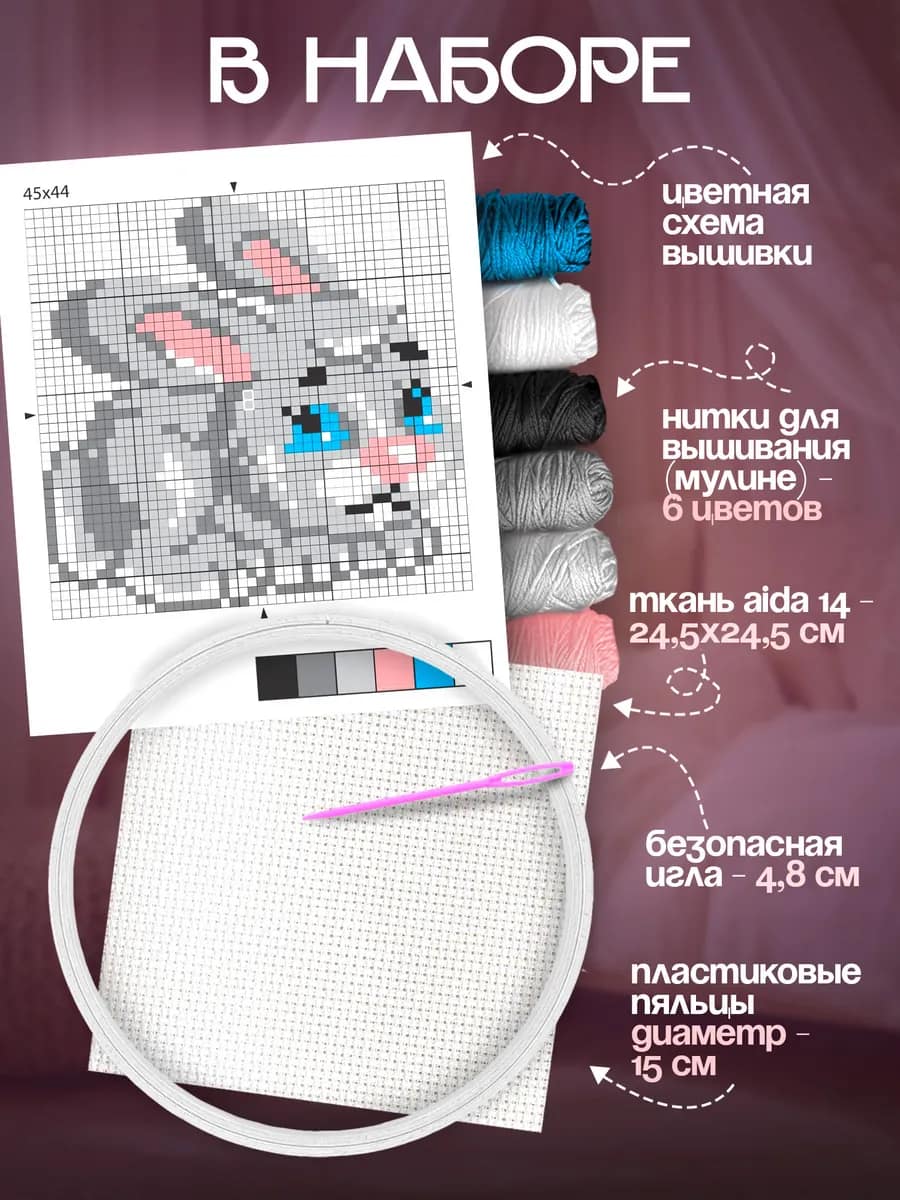 В НАБОРЕ
45x44
цветная
схема
вышивки
нитки для
вышивания
(мулине) –
6 цветов
ткань aida 14 –
24,5x24,5 см
безопасная
игла – 4,8 см
пластиковые
пяльцы
диаметр –
15 см